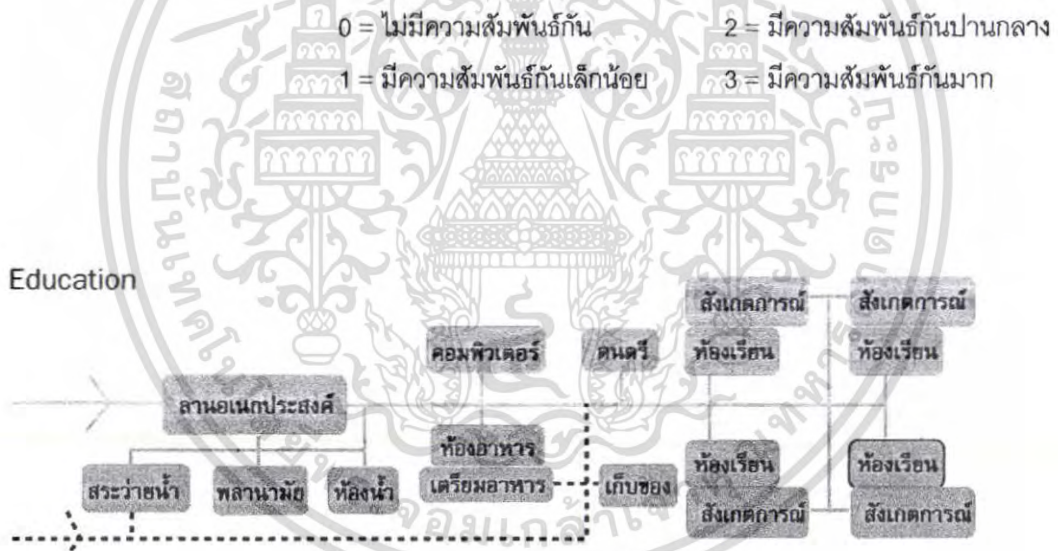 0 = ไม่มีความสัมพันธ์กัน 2 = มีความสัมพันธ์กันปานกลาง
1 = มีความสัมพันธ์กันเล็กน้อย 3 = มีความสัมพันธ์กันมาก
Education
สังเกตการณ์ สังเกตการณ์
คอมพิวเตอร์ ดนตรี ห้องเรียน ห้องเรียน
ลานอเนกประสงค์
ห้องอาหาร ห้องเรียน ห้องเรียน
สระว่ายน้ำ พลานามัย ห้องน้ำ เตรียมอาหาร เก็บของ
สังเกตการณ์ สังเกตการณ์